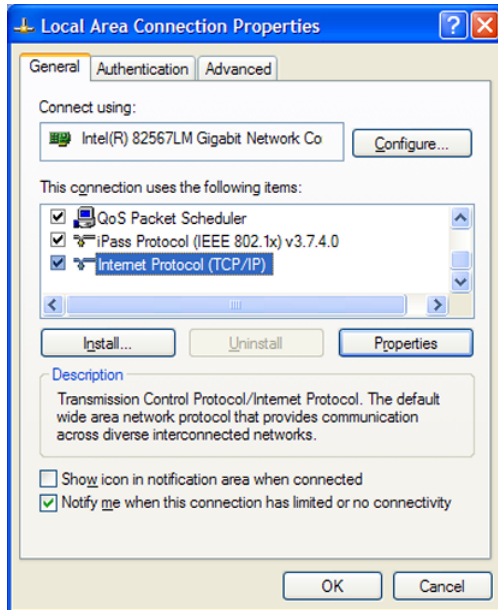 Local Area Connection Properties
General Authentication Advanced
Connect using:
Intel(R) 82567LM Gigabit Network Co
Configure...
This connection uses the following items:
QoS Packet Scheduler
iPass Protocol (IEEE 802.1x) v3.7.4.0
Internet Protocol (TCP/IP)
Install... Uninstall Properties
Description
Transmission Control Protocol/Internet Protocol. The default
wide area network protocol that provides communication
across diverse interconnected networks.
Show icon in notification area when connected
Notify me when this connection has limited or no connectivity
OK Cancel